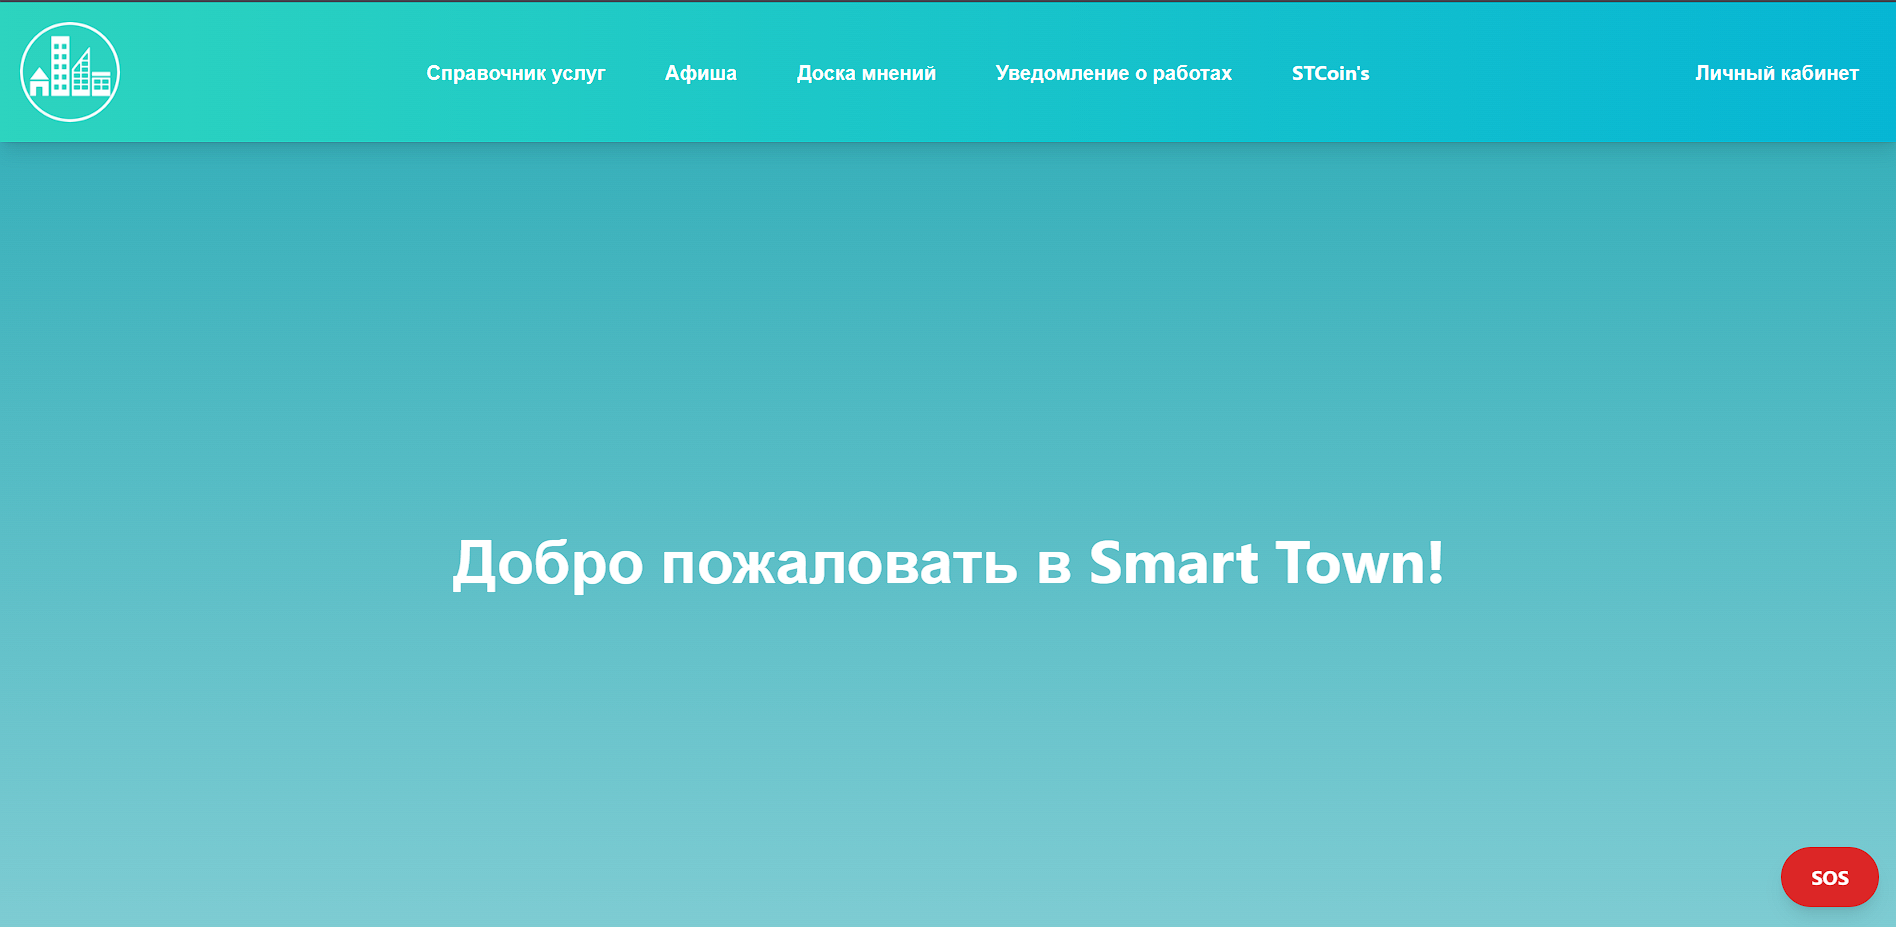 Справочник услуг Афиша Доска мнений Уведомление о работах STCoin's Личный кабинет
Добро пожаловать в Smart Town!
SOS